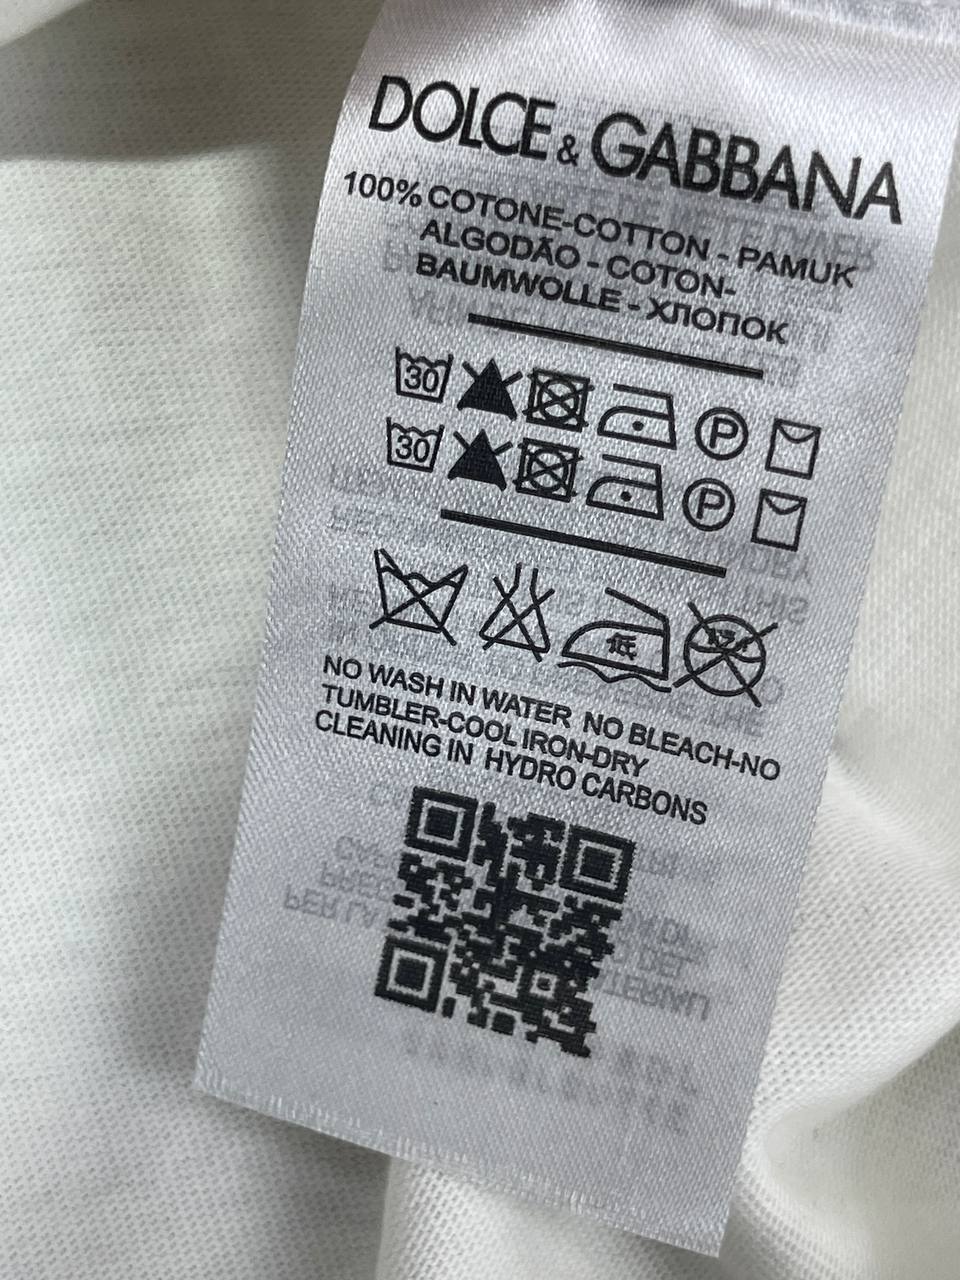 DOLCE & GABBANA
100% COTONE-COTTON - PAMUK
ALGODÃO - COTON-
BAUMWOLLE - ХЛОПОК
30 P
30 P
低
NO WASH IN WATER NO BLEACH-NO
TUMBLER-COOL IRON-DRY
CLEANING IN HYDRO CARBONS